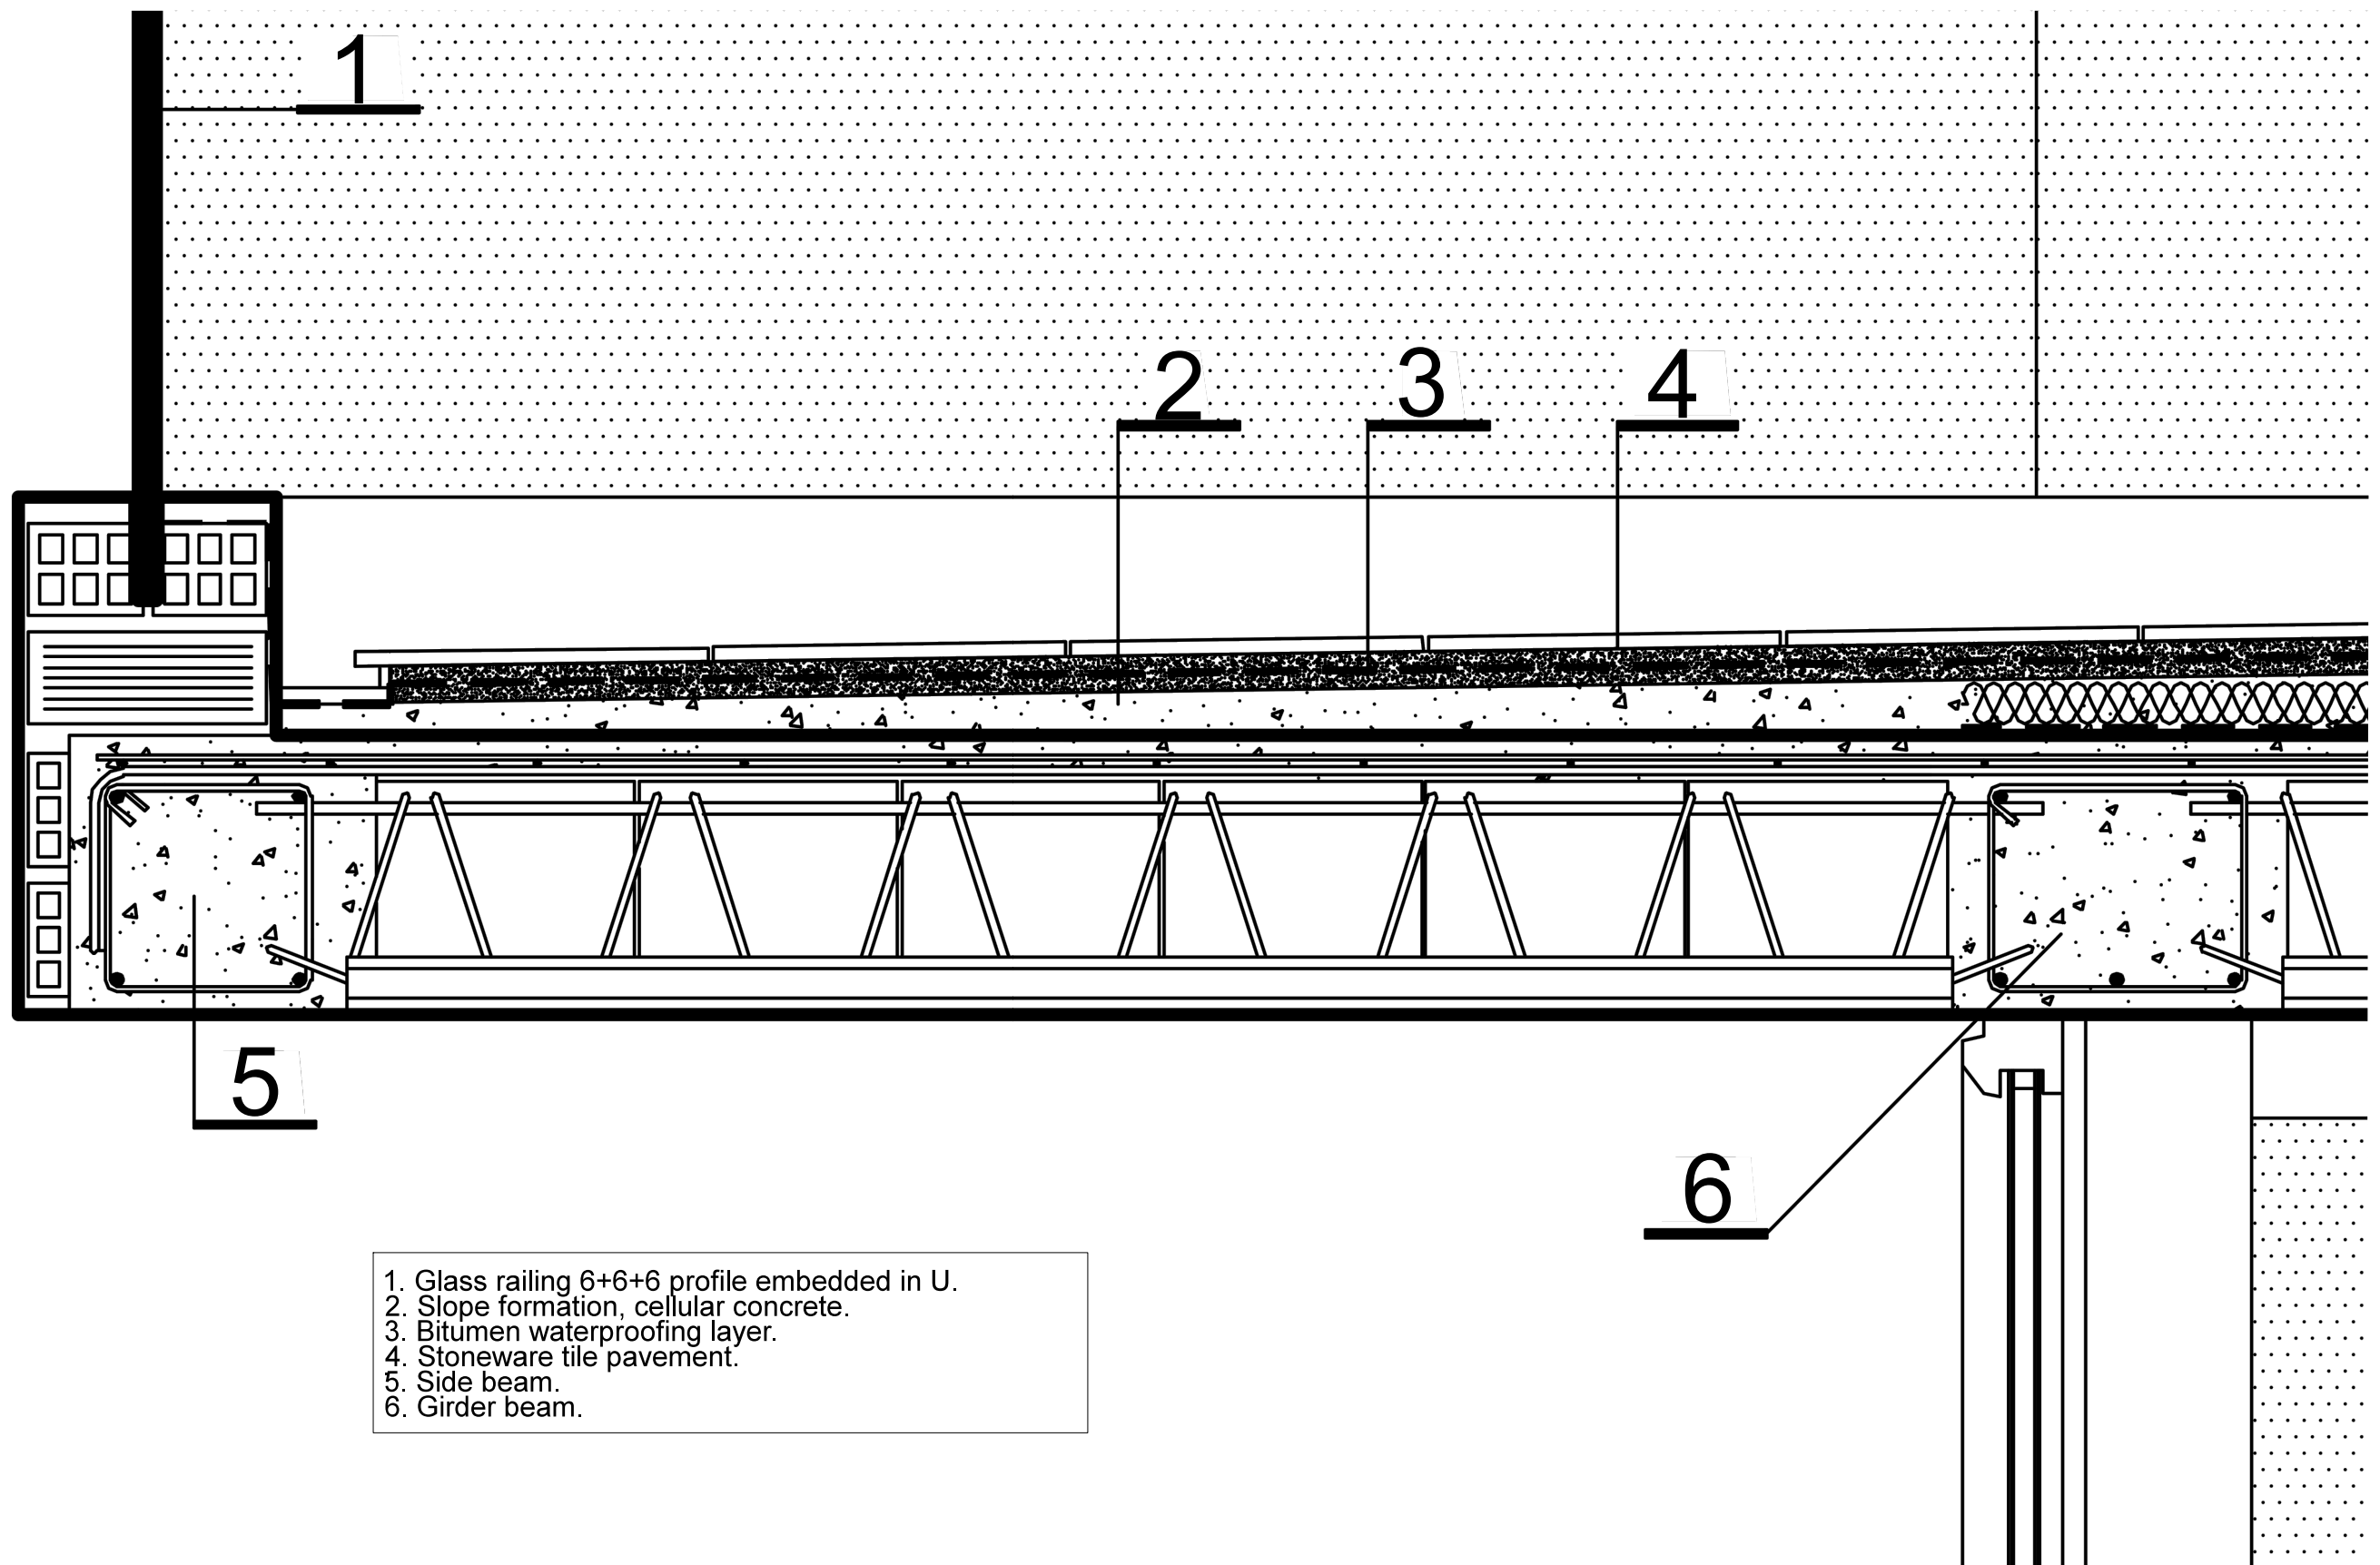 1
2 3 4
5
6
1. Glass railing 6+6+6 profile embedded in U.
2. Slope formation, cellular concrete.
3. Bitumen waterproofing layer.
4. Stoneware tile pavement.
5. Side beam.
6. Girder beam.